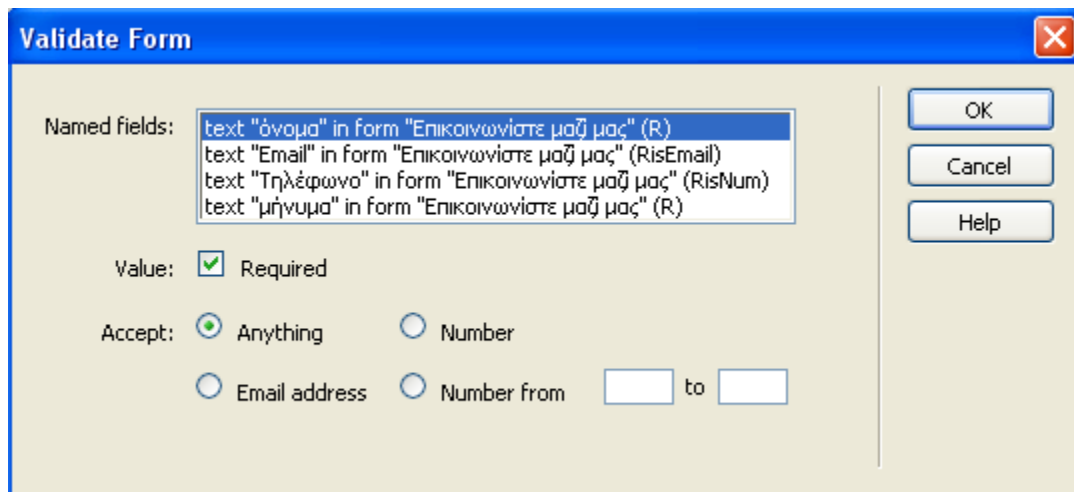 Validate Form
Named fields:
text "όνομα" in form "Επικοινωνίστε μαζί μας" (R)
text "Email" in form "Επικοινωνίστε μαζί μας" (RisEmail)
text "Τηλέφωνο" in form "Επικοινωνίστε μαζί μας" (RisNum)
text "μήνυμα" in form "Επικοινωνίστε μαζί μας" (R)
Value: Required
Accept: Anything Number
Email address Number from to
OK
Cancel
Help